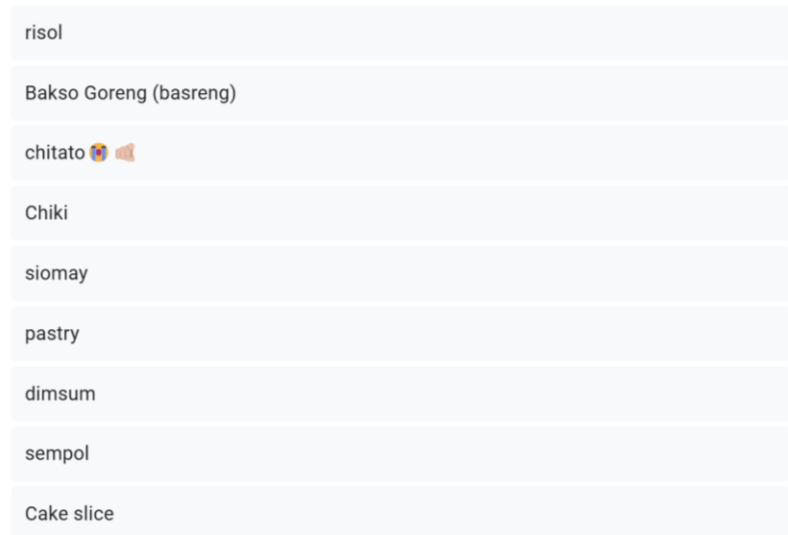 risol
Bakso Goreng (basreng)
chitato😭🤏🏼
Chiki
siomay
pastry
dimsum
sempol
Cake slice